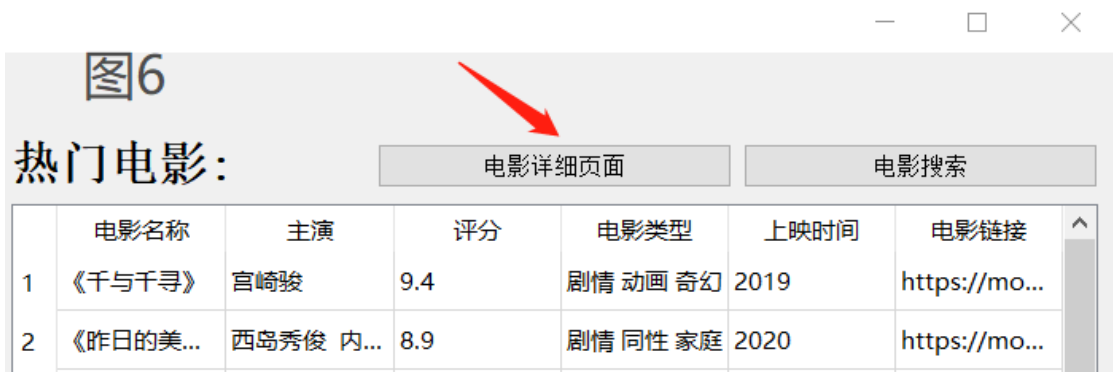 图6
热门电影: 电影详细页面 电影搜索
电影名称 主演 评分 电影类型 上映时间 电影链接
1 《千与千寻》 宫崎骏 9.4 剧情 动画 奇幻 2019 https://mo...
2 《昨日的美... 西岛秀俊 内... 8.9 剧情 同性 家庭 2020 https://mo...